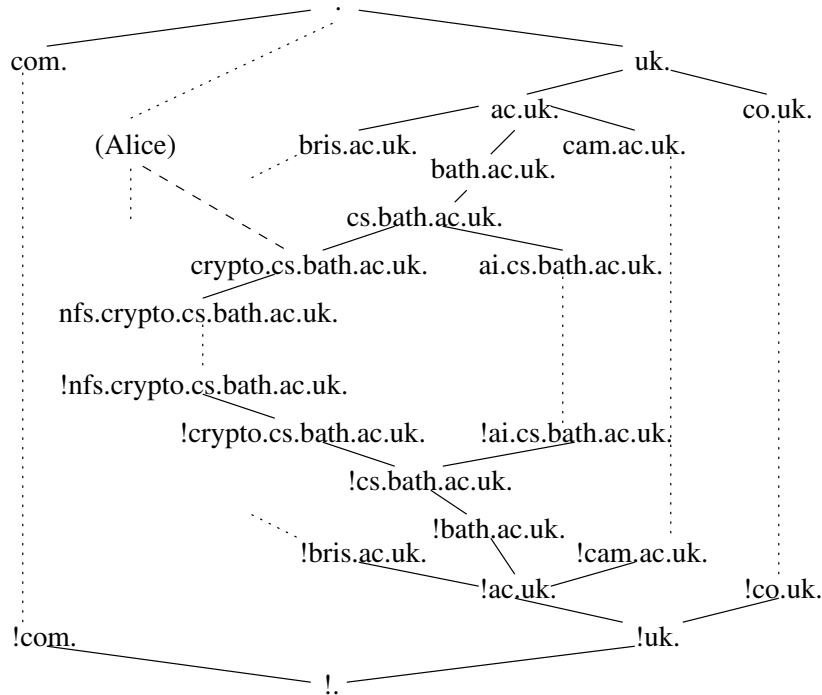 .
com. uk.
ac.uk. co.uk.
(Alice) bris.ac.uk. cam.ac.uk.
bath.ac.uk.
cs.bath.ac.uk.
crypto.cs.bath.ac.uk. ai.cs.bath.ac.uk.
nfs.crypto.cs.bath.ac.uk.
!nfs.crypto.cs.bath.ac.uk.
!crypto.cs.bath.ac.uk. !ai.cs.bath.ac.uk.
!cs.bath.ac.uk.
!bath.ac.uk.
!bris.ac.uk. !cam.ac.uk.
!ac.uk. !co.uk.
!com. !uk.
!.